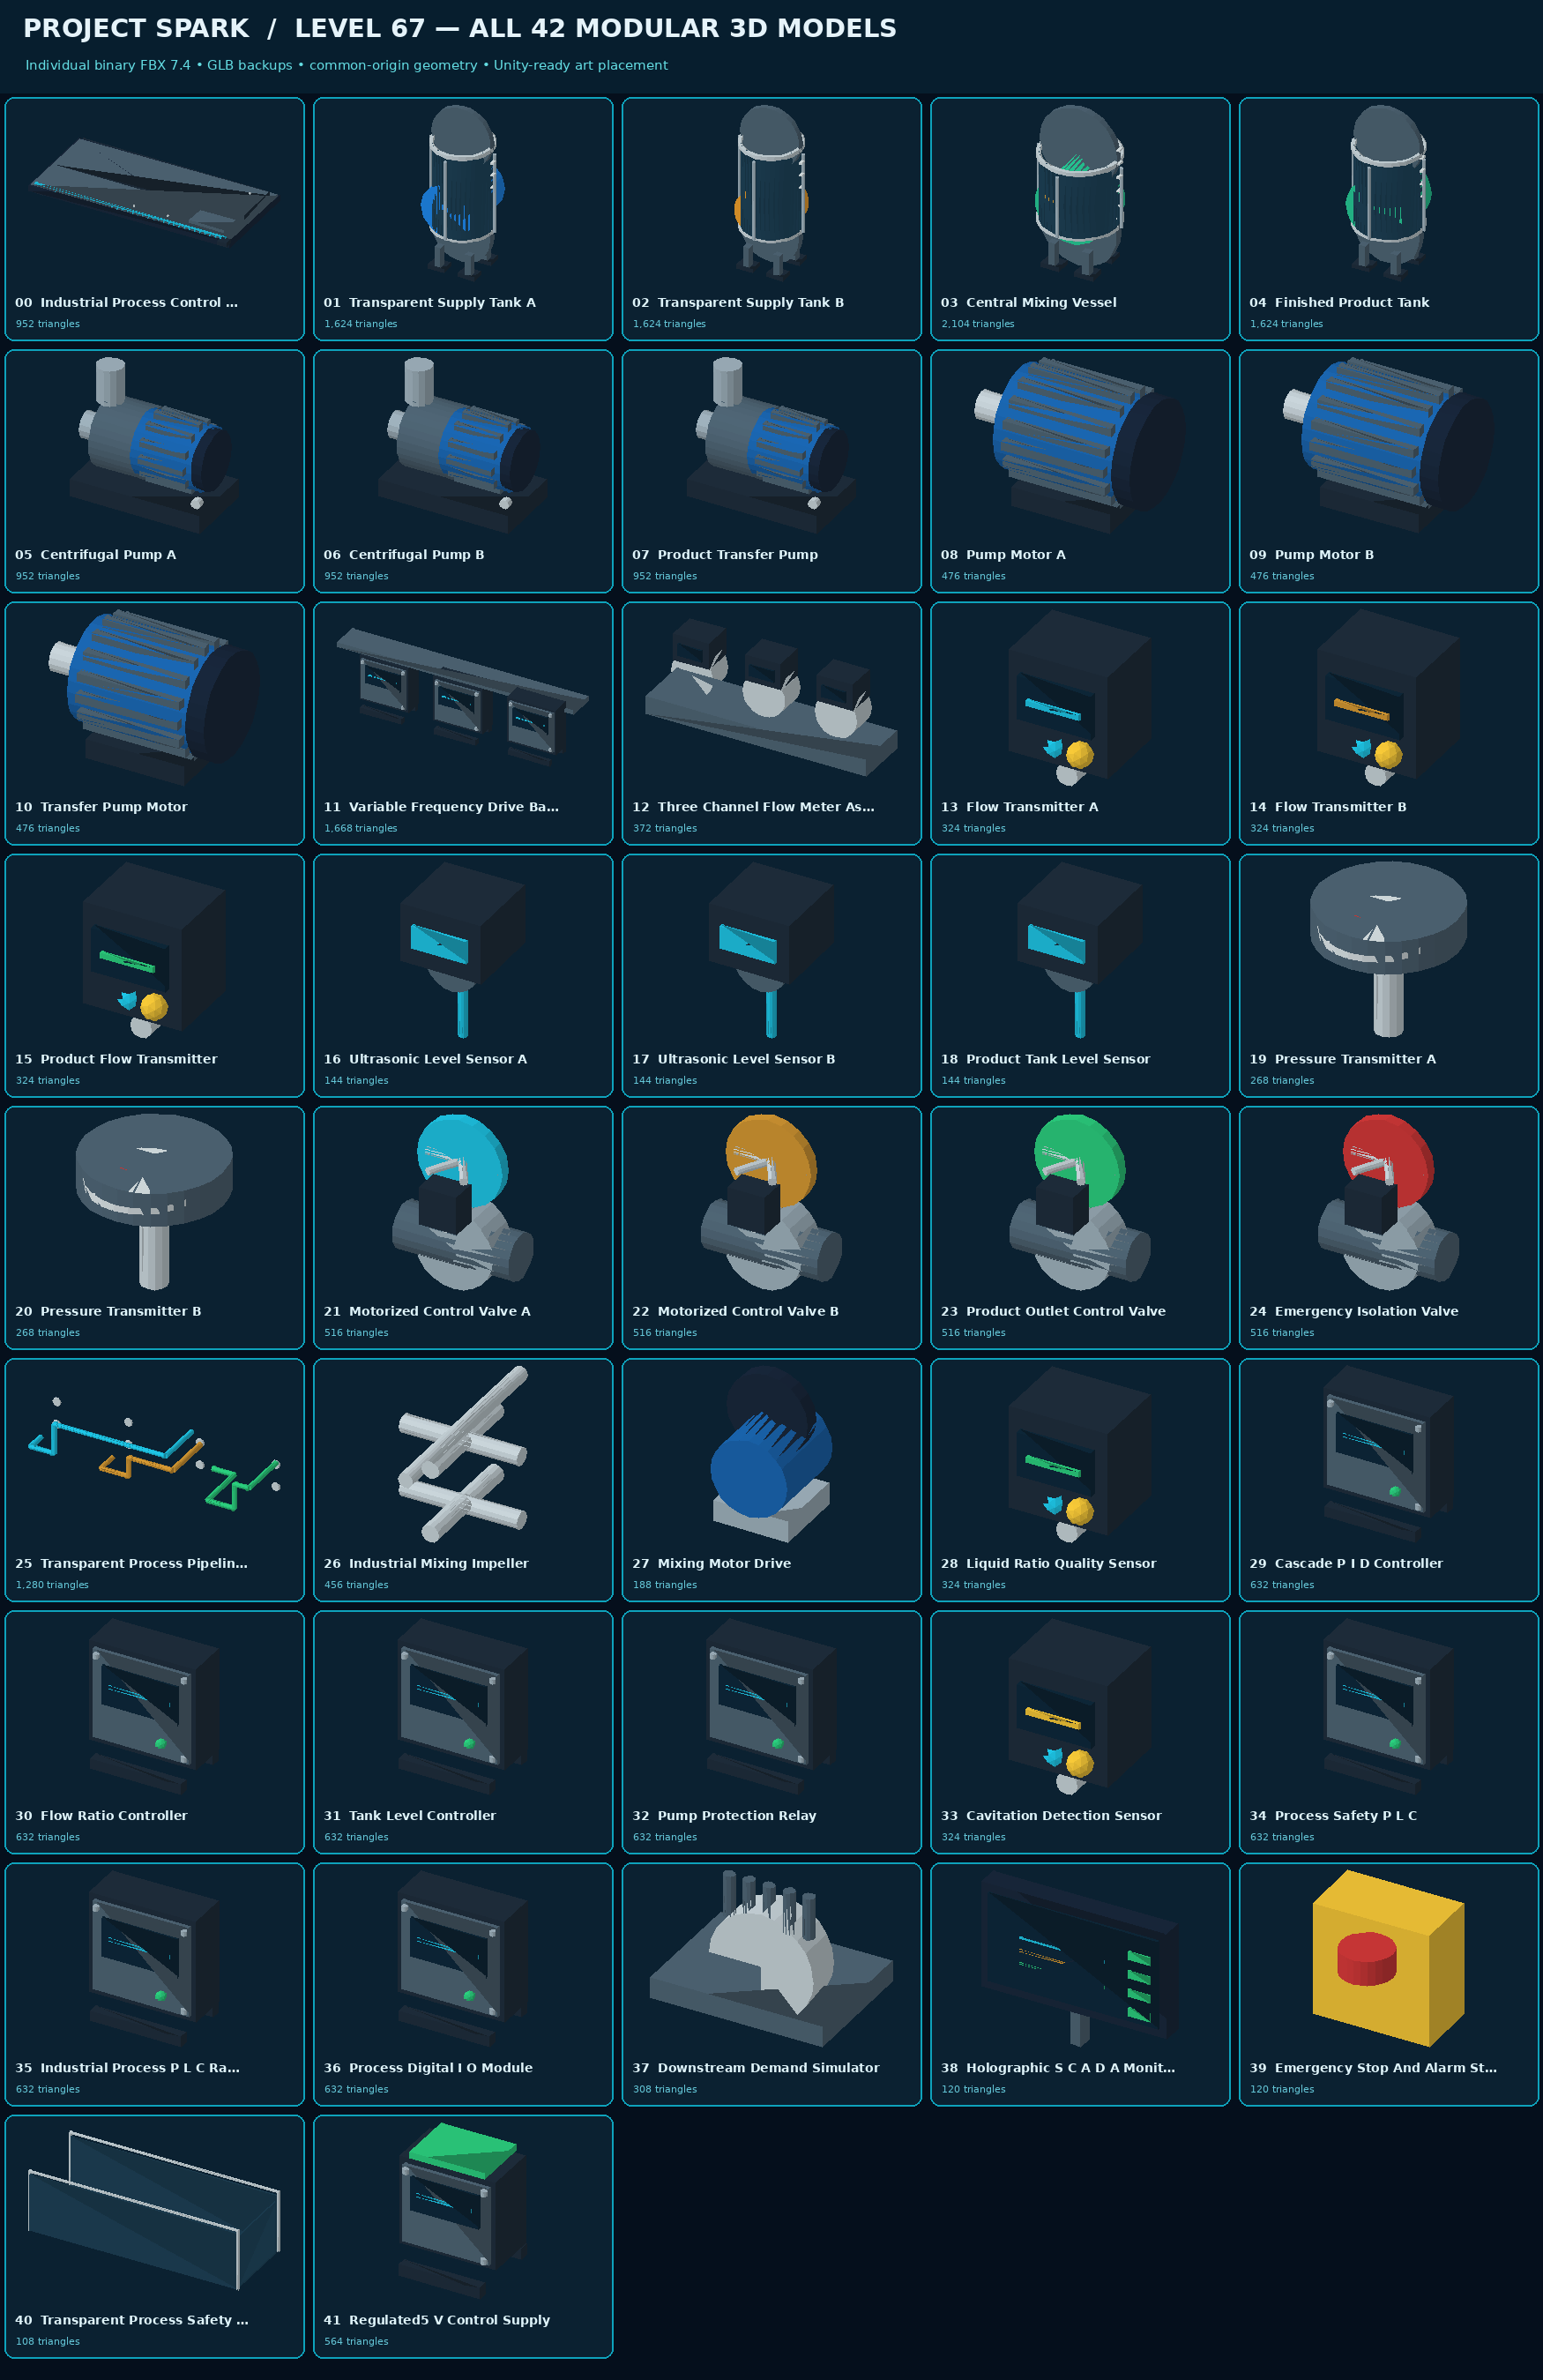 PROJECT SPARK / LEVEL 67 — ALL 42 MODULAR 3D MODELS
Individual binary FBX 7.4 • GLB backups • common-origin geometry • Unity-ready art placement
00 Industrial Process Control ...
952 triangles
01 Transparent Supply Tank A
1,624 triangles
02 Transparent Supply Tank B
1,624 triangles
03 Central Mixing Vessel
2,104 triangles
04 Finished Product Tank
1,624 triangles
05 Centrifugal Pump A
952 triangles
06 Centrifugal Pump B
952 triangles
07 Product Transfer Pump
952 triangles
08 Pump Motor A
476 triangles
09 Pump Motor B
476 triangles
10 Transfer Pump Motor
476 triangles
11 Variable Frequency Drive Ba...
1,668 triangles
12 Three Channel Flow Meter As...
372 triangles
13 Flow Transmitter A
324 triangles
14 Flow Transmitter B
324 triangles
15 Product Flow Transmitter
324 triangles
16 Ultrasonic Level Sensor A
144 triangles
17 Ultrasonic Level Sensor B
144 triangles
18 Product Tank Level Sensor
144 triangles
19 Pressure Transmitter A
268 triangles
20 Pressure Transmitter B
268 triangles
21 Motorized Control Valve A
516 triangles
22 Motorized Control Valve B
516 triangles
23 Product Outlet Control Valve
516 triangles
24 Emergency Isolation Valve
516 triangles
25 Transparent Process Pipelin...
1,280 triangles
26 Industrial Mixing Impeller
456 triangles
27 Mixing Motor Drive
188 triangles
28 Liquid Ratio Quality Sensor
324 triangles
29 Cascade P I D Controller
632 triangles
30 Flow Ratio Controller
632 triangles
31 Tank Level Controller
632 triangles
32 Pump Protection Relay
632 triangles
33 Cavitation Detection Sensor
324 triangles
34 Process Safety P L C
632 triangles
35 Industrial Process P L C Ra...
632 triangles
36 Process Digital I O Module
632 triangles
37 Downstream Demand Simulator
308 triangles
38 Holographic S C A D A Monit...
120 triangles
39 Emergency Stop And Alarm St...
120 triangles
40 Transparent Process Safety ...
108 triangles
41 Regulated5 V Control Supply
564 triangles